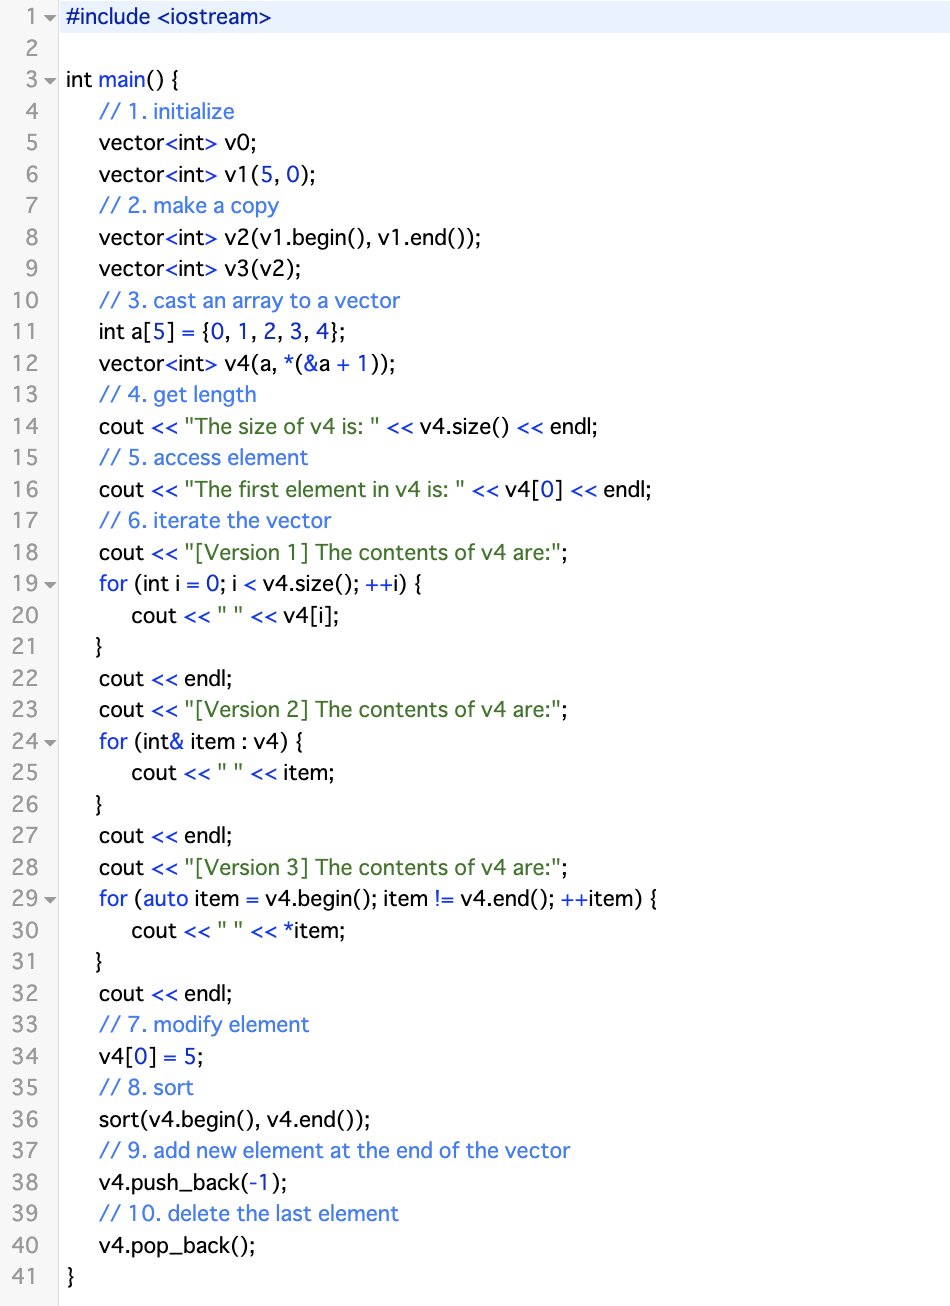 1 #include <iostream>
2
3 int main() {
4 // 1. initialize
5 vector<int> v0;
6 vector<int> v1(5, 0);
7 // 2. make a copy
8 vector<int> v2(v1.begin(), v1.end());
9 vector<int> v3(v2);
10 // 3. cast an array to a vector
11 int a[5] = {0, 1, 2, 3, 4};
12 vector<int> v4(a, *(&a + 1));
13 // 4. get length
14 cout << "The size of v4 is: " << v4.size() << endl;
15 // 5. access element
16 cout << "The first element in v4 is: " << v4[0] << endl;
17 // 6. iterate the vector
18 cout << "[Version 1] The contents of v4 are:";
19 for (int i = 0; i < v4.size(); ++i) {
20 cout << " " << v4[i];
21 }
22 cout << endl;
23 cout << "[Version 2] The contents of v4 are:";
24 for (int& item : v4) {
25 cout << " " << item;
26 }
27 cout << endl;
28 cout << "[Version 3] The contents of v4 are:";
29 for (auto item = v4.begin(); item != v4.end(); ++item) {
30 cout << " " << *item;
31 }
32 cout << endl;
33 // 7. modify element
34 v4[0] = 5;
35 // 8. sort
36 sort(v4.begin(), v4.end());
37 // 9. add new element at the end of the vector
38 v4.push_back(-1);
39 // 10. delete the last element
40 v4.pop_back();
41 }